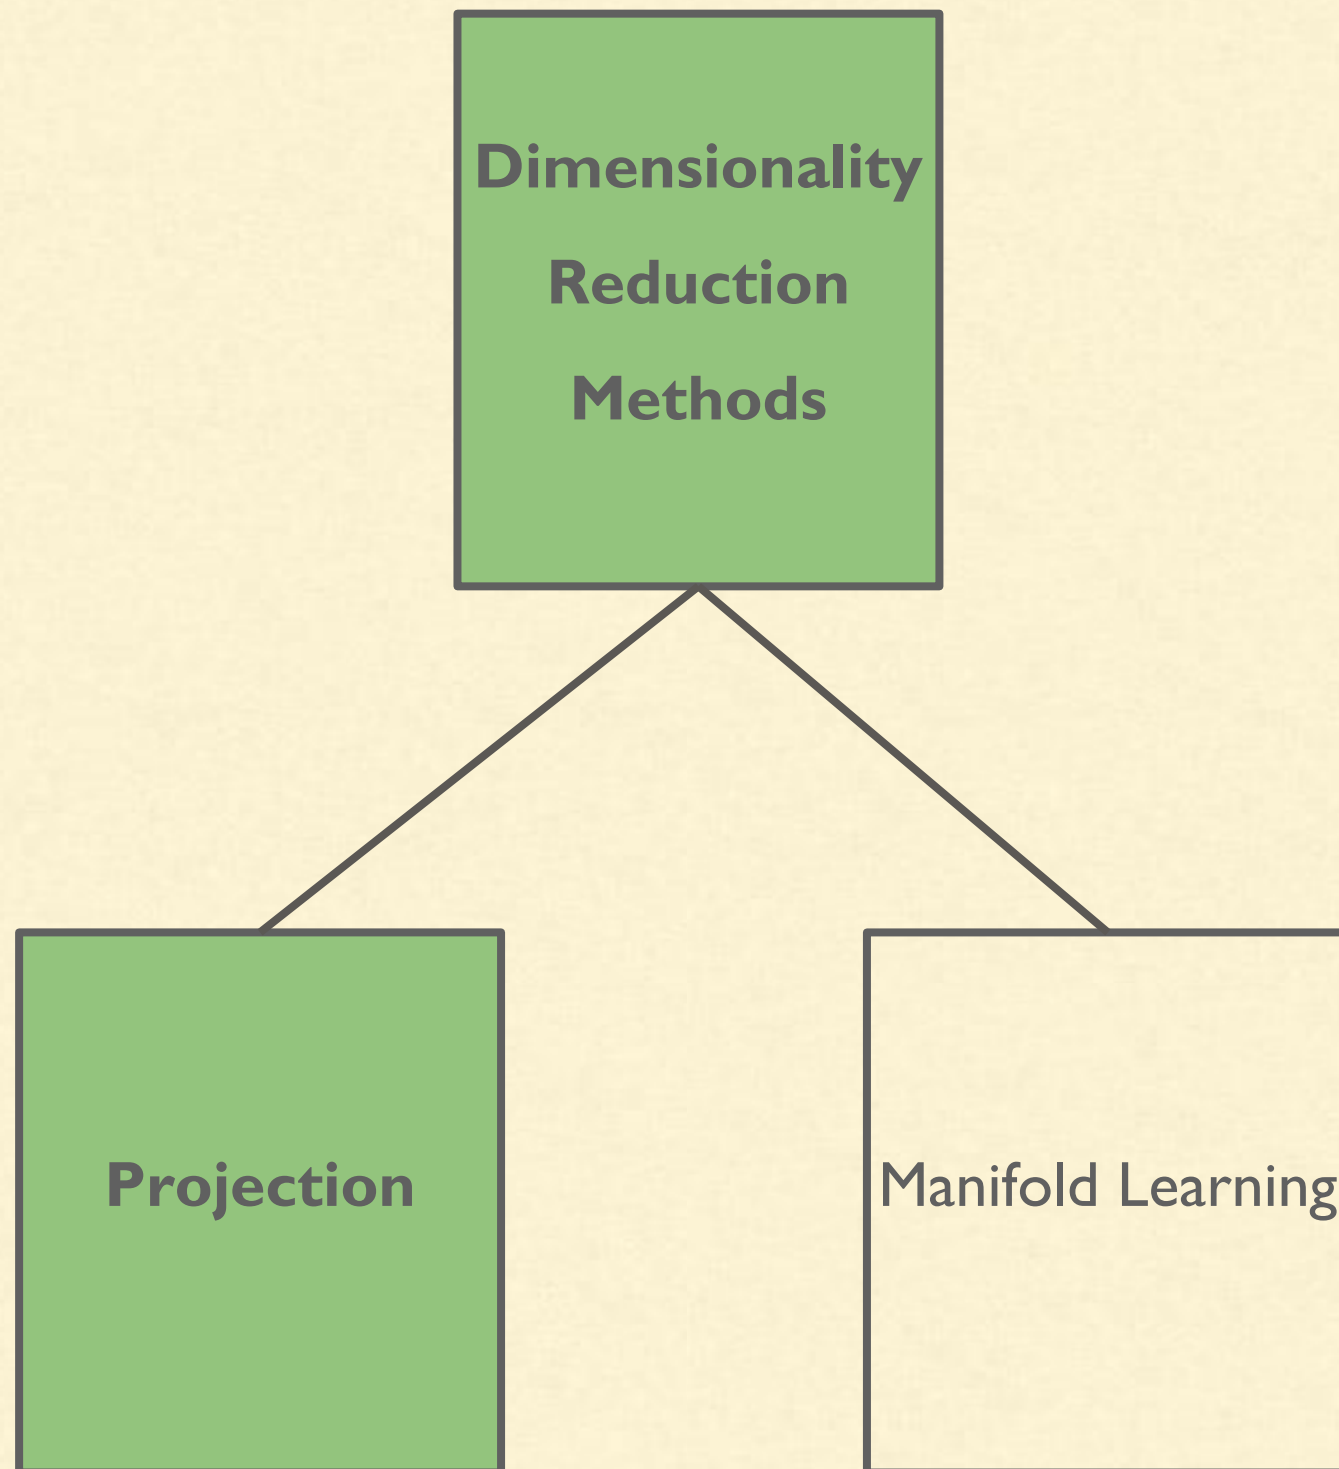 Dimensionality
Reduction
Methods
Projection
Manifold Learning